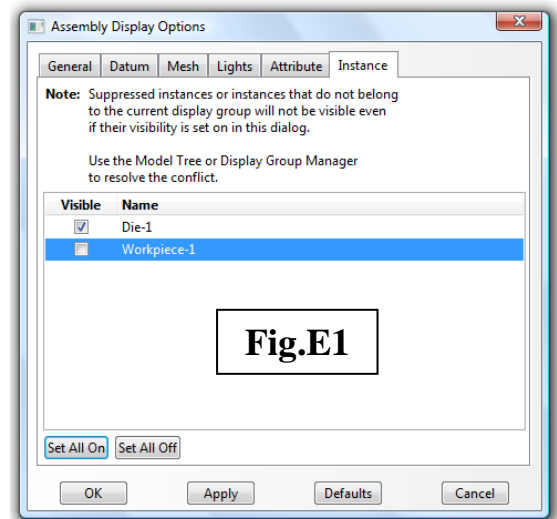 Assembly Display Options
General Datum Mesh Lights Attribute Instance
Note: Suppressed instances or instances that do not belong
to the current display group will not be visible even
if their visibility is set on in this dialog.
Use the Model Tree or Display Group Manager
to resolve the conflict.
Visible Name
Die-1
Workpiece-1
Fig.E1
Set All On Set All Off
OK Apply Defaults Cancel